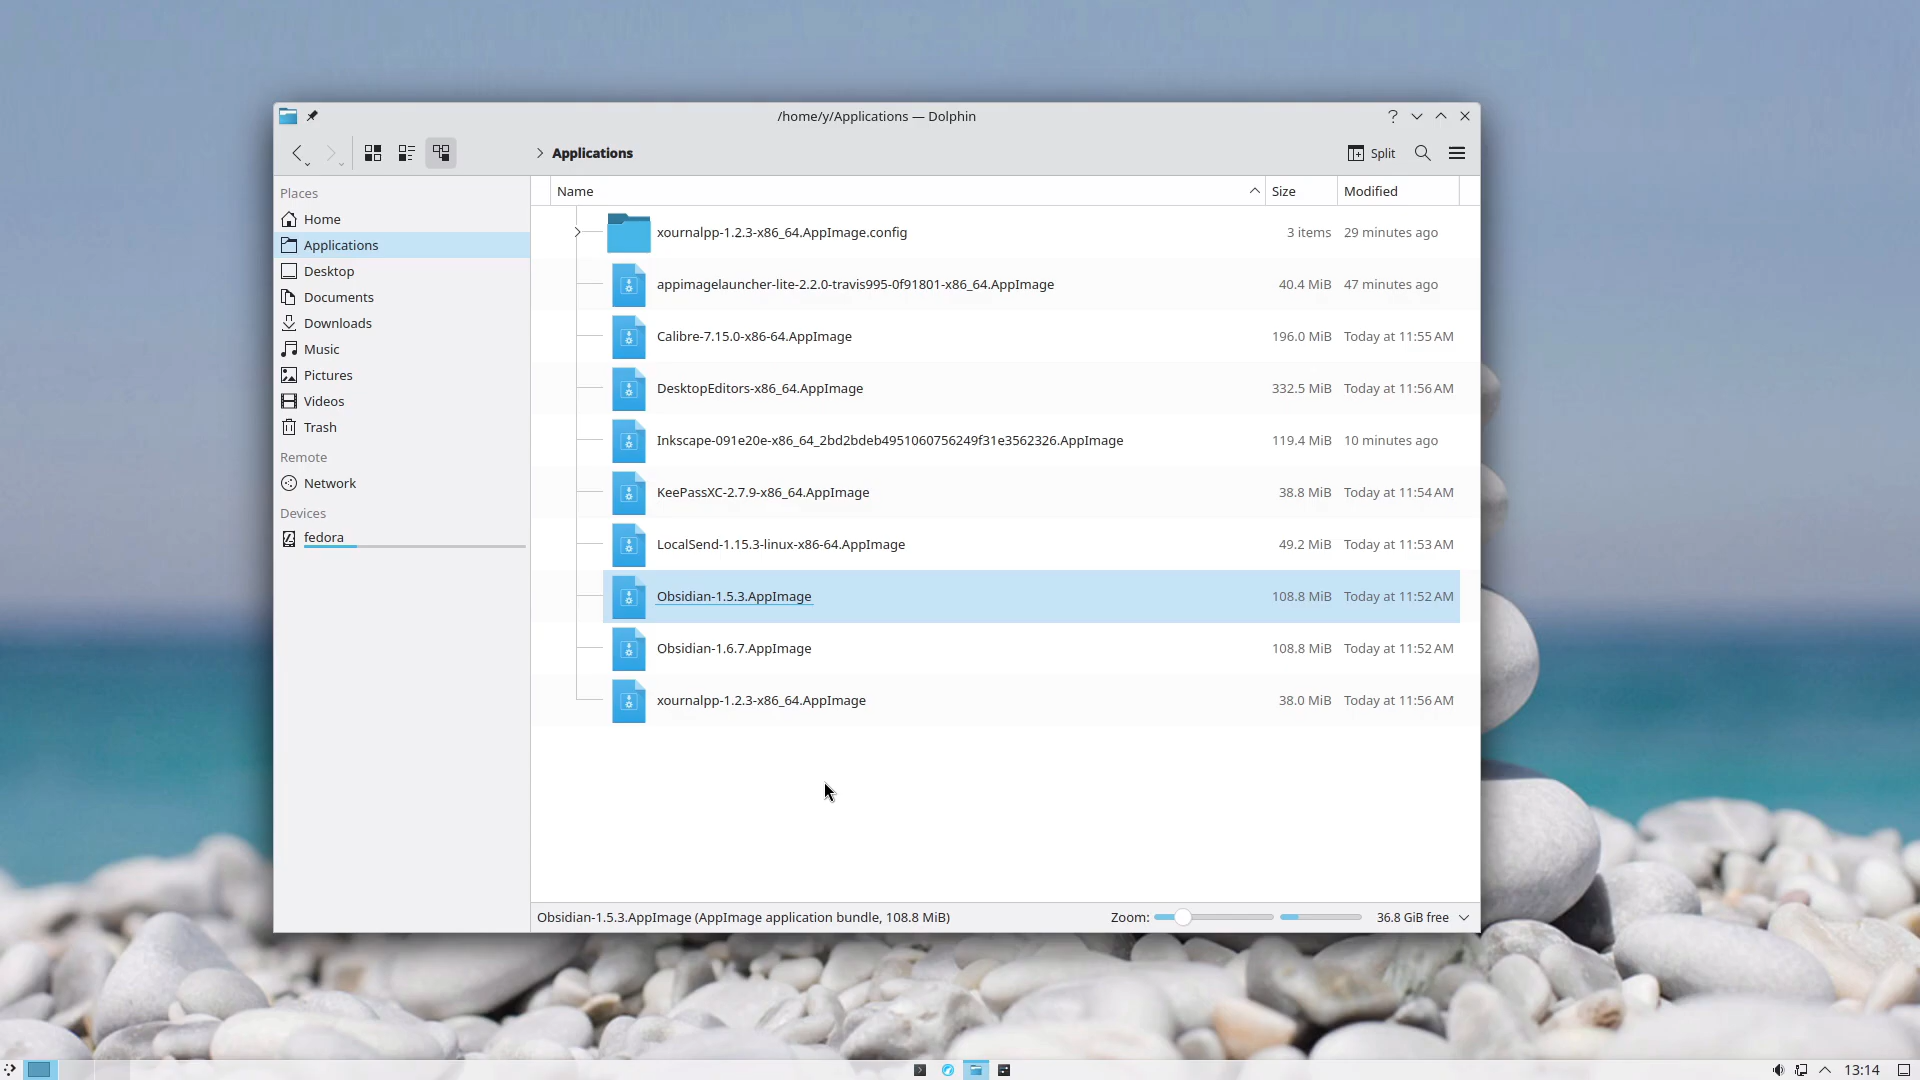 /home/y/Applications — Dolphin
Applications
Split
Places
Home
Applications
Desktop
Documents
Downloads
Music
Pictures
Videos
Trash
Remote
Network
Devices
fedora
Name Size Modified
xournalpp-1.2.3-x86_64.AppImage.config 3 items 29 minutes ago
appimagelauncher-lite-2.2.0-travis995-0f91801-x86_64.AppImage 40.4 MiB 47 minutes ago
Calibre-7.15.0-x86-64.AppImage 196.0 MiB Today at 11:55 AM
DesktopEditors-x86_64.AppImage 332.5 MiB Today at 11:56 AM
Inkscape-091e20e-x86_64_2bd2bdeb4951060756249f31e3562326.AppImage 119.4 MiB 10 minutes ago
KeePassXC-2.7.9-x86_64.AppImage 38.8 MiB Today at 11:54 AM
LocalSend-1.15.3-linux-x86-64.AppImage 49.2 MiB Today at 11:53 AM
Obsidian-1.5.3.AppImage 108.8 MiB Today at 11:52 AM
Obsidian-1.6.7.AppImage 108.8 MiB Today at 11:52 AM
xournalpp-1.2.3-x86_64.AppImage 38.0 MiB Today at 11:56 AM
Obsidian-1.5.3.AppImage (AppImage application bundle, 108.8 MiB) Zoom: 36.8 GiB free
13:14